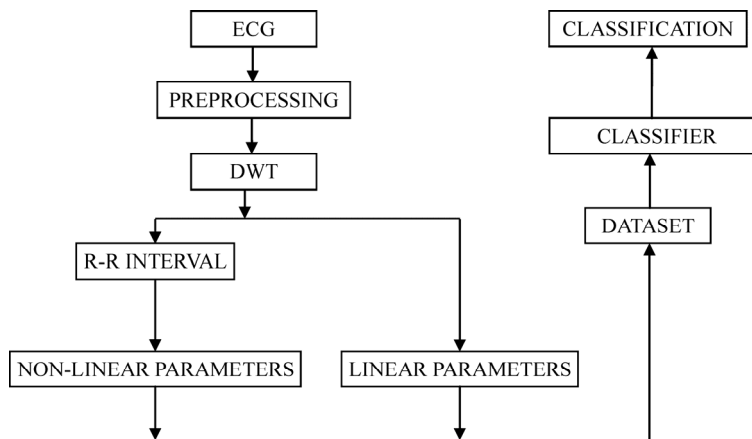 ECG
PREPROCESSING
DWT
R-R INTERVAL
NON-LINEAR PARAMETERS
LINEAR PARAMETERS
CLASSIFICATION
CLASSIFIER
DATASET